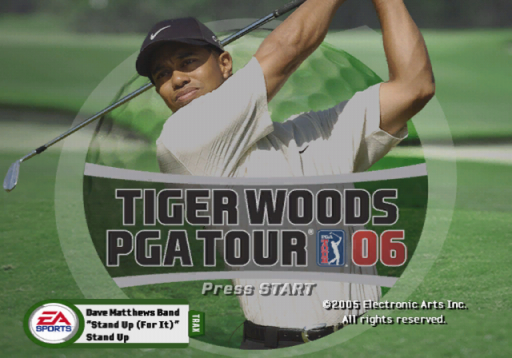 TIGER WOODS
PGA TOUR® 06
Press START
©2005 Electronic Arts Inc.
All rights reserved.
EA
SPORTS
Dave Matthews Band
"Stand Up (For It)"
Stand Up
TRAX